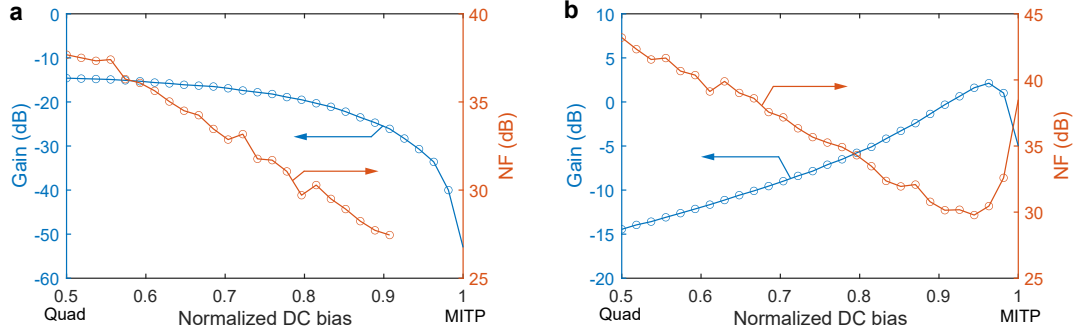 a
0
-10
-20
-30
-40
-50
-60
Gain (dB)
40
35
30
25
NF (dB)
0.5
0.6
0.7
0.8
0.9
1
Quad
Normalized DC bias
MITP
b
10
5
0
-5
-10
-15
-20
Gain (dB)
45
40
35
30
25
NF (dB)
0.5
0.6
0.7
0.8
0.9
1
Quad
Normalized DC bias
MITP